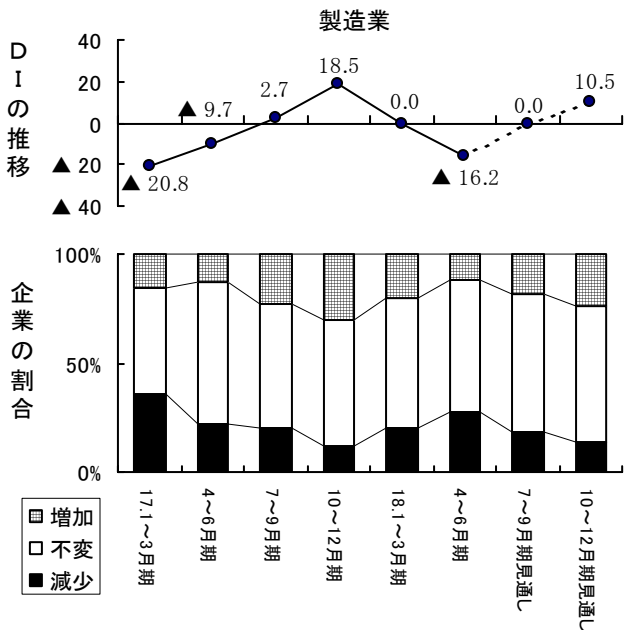 製造業
DIの推移
40
20
0
▲ 20
▲ 40
▲ 20.8
▲ 9.7
2.7
18.5
0.0
▲ 16.2
0.0
10.5
企業の割合
100%
50%
0%
17.1～3月期
4～6月期
7～9月期
10～12月期
18.1～3月期
4～6月期
7～9月期見通し
10～12月期見通し
増加
不変
減少